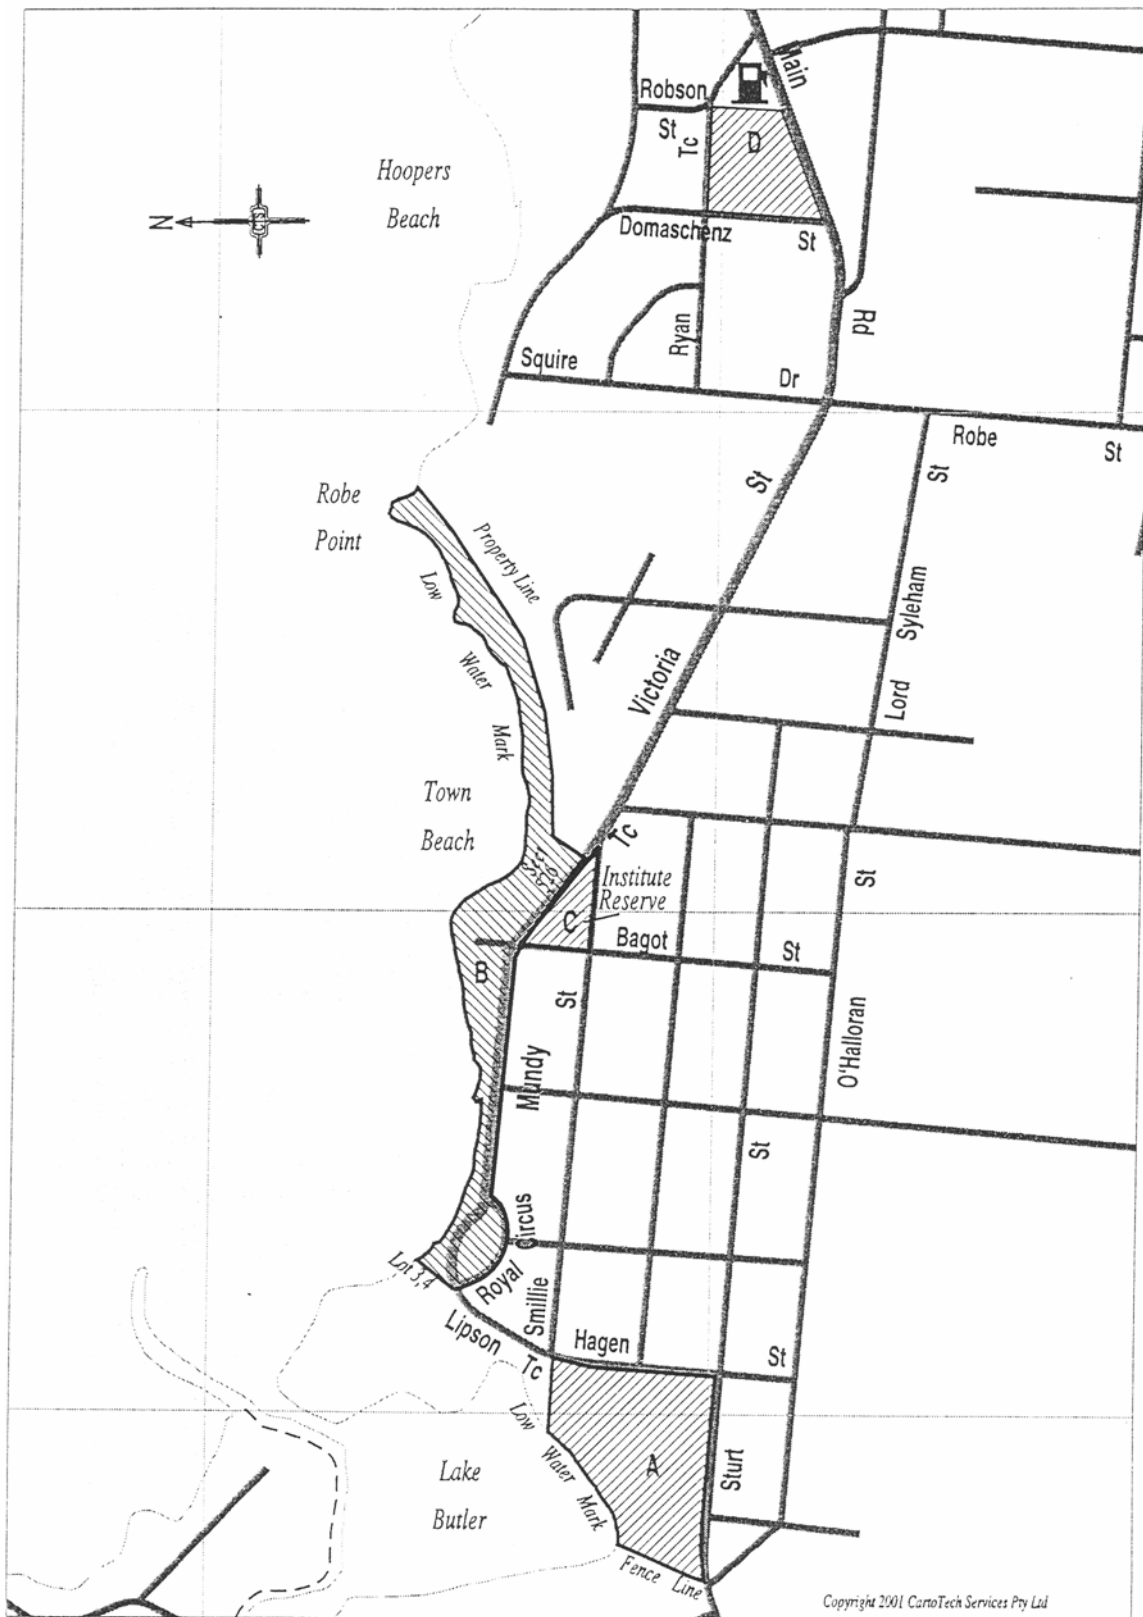 Main
Robson
St
Tc
D
Hoopers
Beach
N
Domaschenz
St
Rd
Ryan
Squire
Dr
Robe
St
St
St
Robe
Point
Property Line
Low
Water
Mark
Syleham
Victoria
Lord
Town
Beach
Tc
Institute
Reserve
St
C
Bagot
St
B
St
Mundy
O'Halloran
St
Circus
Royal
Lot 3,4
Smillie
Lipson
Tc
Hagen
St
Low
Water
Mark
A
Sturt
Lake
Butler
Fence Line
Copyright 2001 CartoTech Services Pty Ltd